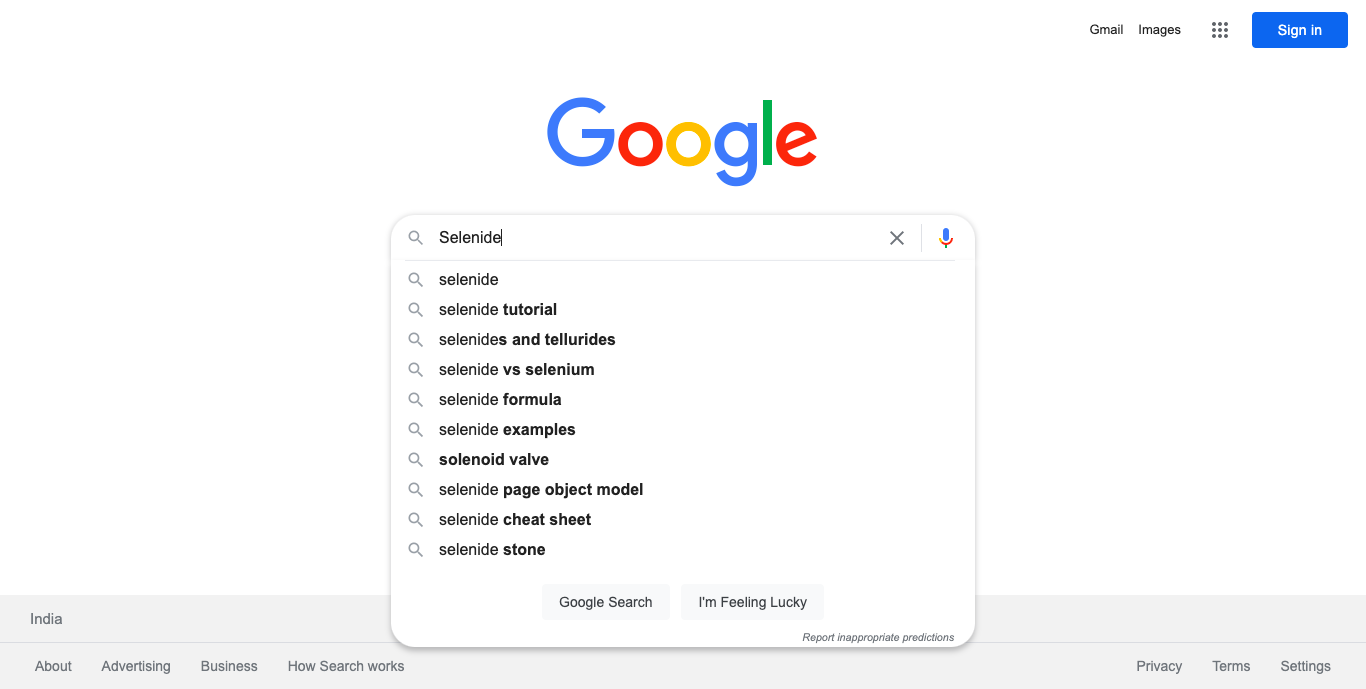 Gmail Images Sign in
Google
Selenide
selenide
selenide tutorial
selenides and tellurides
selenide vs selenium
selenide formula
selenide examples
solenoid valve
selenide page object model
selenide cheat sheet
selenide stone
Google Search I'm Feeling Lucky
Report inappropriate predictions
India
About Advertising Business How Search works Privacy Terms Settings